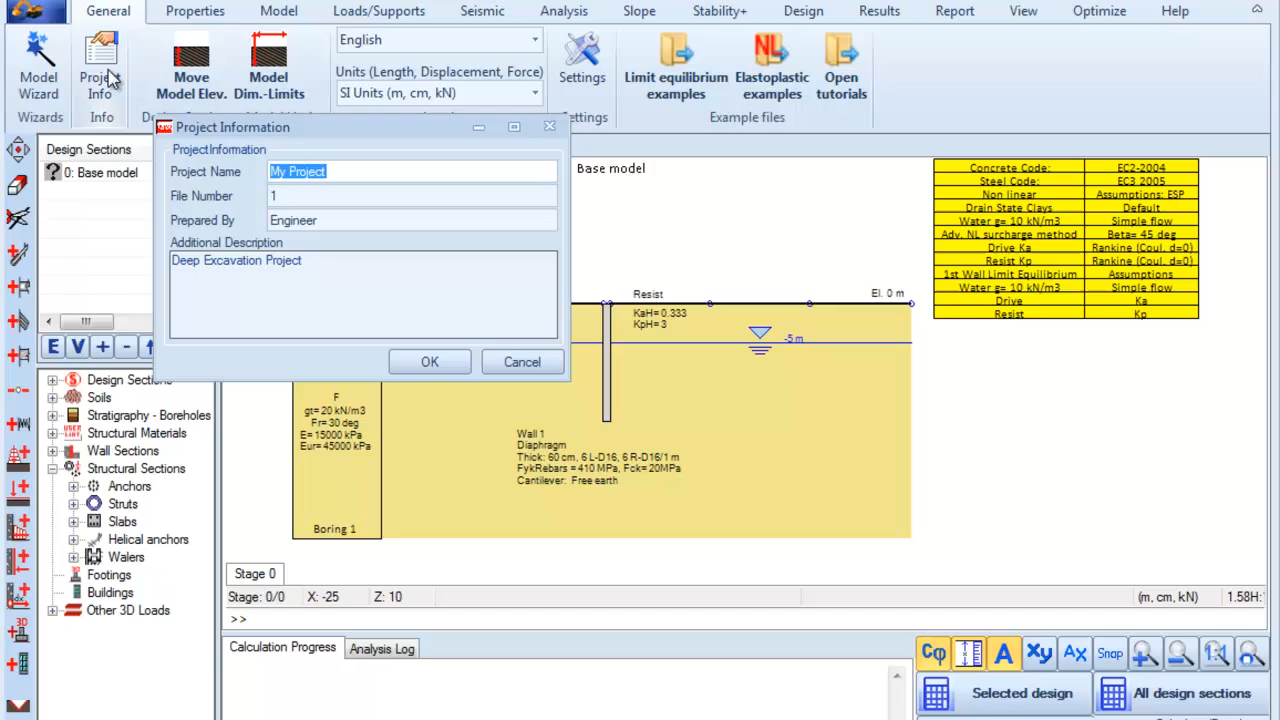 General Properties Model Loads/Supports Seismic Analysis Slope Stability+ Design Results Report View Optimize Help
Model Wizard
Project Info
Move Model Elev.
Model Dim.-Limits
English
Units (Length, Displacement, Force)
SI Units (m, cm, kN)
Settings
Limit equilibrium examples
Elastoplastic examples
Open tutorials
Wizards
Info
Settings
Example files
Project Information
Design Sections
0: Base model
ProjectInformation
Project Name My Project
File Number 1
Prepared By Engineer
Additional Description
Deep Excavation Project
OK Cancel
Base model
Concrete Code: EC2-2004
Steel Code: EC3 2005
Non linear Assumptions: ESP
Drain State Clays Default
Water g= 10 kN/m3 Simple flow
Adv. NL surcharge method Beta= 45 deg
Drive Ka Rankine (Coul. d=0)
Resist Kp Rankine (Coul. d=0)
1st Wall Limit Equilibrium Assumptions
Water g= 10 kN/m3 Simple flow
Drive Ka
Resist Kp
Resist
El. 0 m
KaH= 0.333
KpH= 3
-5 m
E V + -
Design Sections
Soils
Stratigraphy - Boreholes
Structural Materials
Wall Sections
Structural Sections
Anchors
Struts
Slabs
Helical anchors
Walers
Footings
Buildings
Other 3D Loads
F
gt= 20 kN/m3
Fr= 30 deg
E= 15000 kPa
Eur= 45000 kPa
Boring 1
Wall 1
Diaphragm
Thick: 60 cm, 6 L-D16, 6 R-D16/1 m
FykRebars = 410 MPa, Fck= 20MPa
Cantilever: Free earth
Stage 0
Stage: 0/0 X: -25 Z: 10 (m, cm, kN) 1.58H:
>>
Calculation Progress Analysis Log
Cφ A Xy Ax Snap 1:1
Selected design All design sections